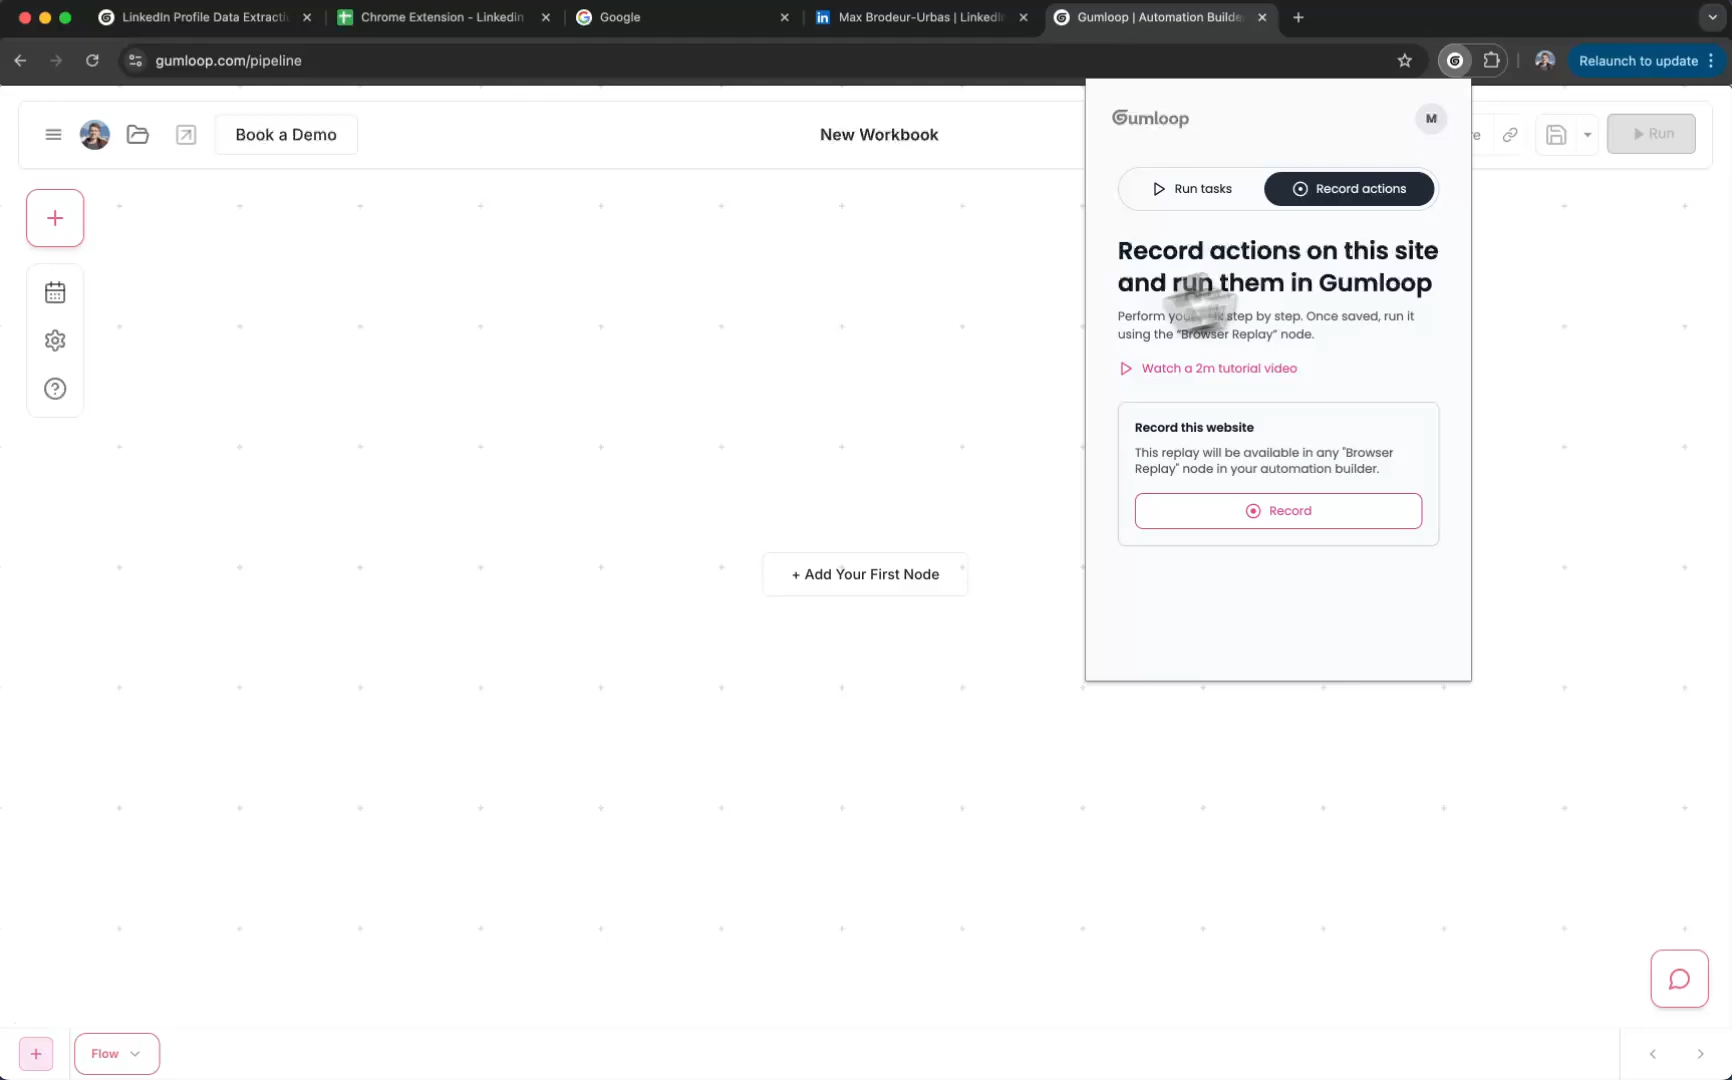 LinkedIn Profile Data Extracti
Chrome Extension - LinkedIn
Google
Max Brodeur-Urbas | LinkedIn
Gumloop | Automation Builde
gumloop.com/pipeline
Relaunch to update
Book a Demo
New Workbook
Run
Gumloop
M
Run tasks
Record actions
Record actions on this site
and run them in Gumloop
Perform step by step. Once saved, run it
using the “Browser Replay” node.
Watch a 2m tutorial video
Record this website
This replay will be available in any "Browser
Replay" node in your automation builder.
Record
+ Add Your First Node
Flow